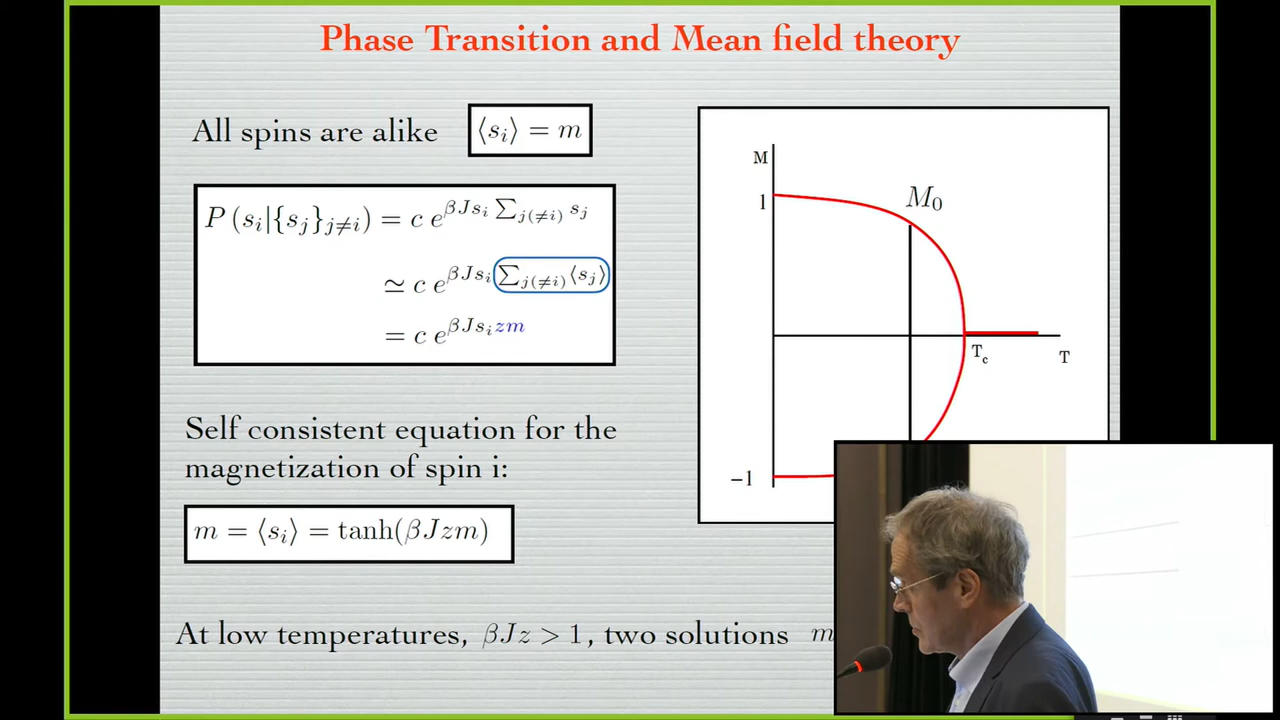 Phase Transition and Mean field theory
All spins are alike ⟨s_i⟩ = m
P (s_i|{s_j}_{j≠i}) = c e^{βJs_i ∑_{j(≠i)} s_j}
≃ c e^{βJs_i ∑_{j(≠i)} ⟨s_j⟩}
= c e^{βJs_i zm}
Self consistent equation for the
magnetization of spin i:
m = ⟨s_i⟩ = tanh(βJzm)
At low temperatures, βJz > 1, two solutions m
M
1
M_0
T_c
T
−1